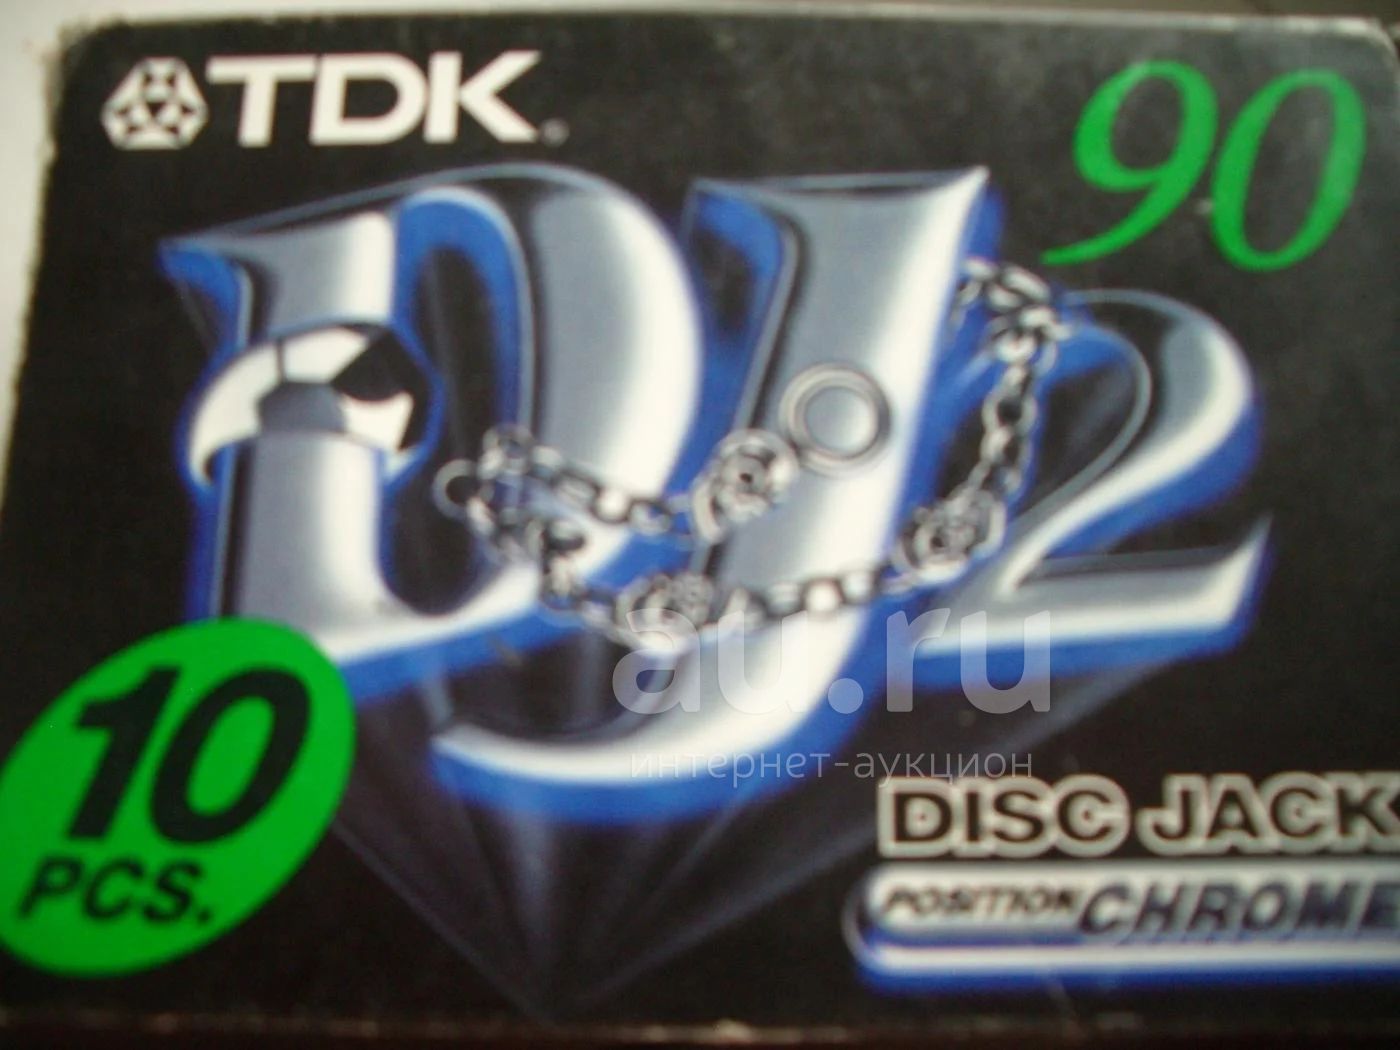 TDK
90
DJ2
10
PCS.
au.ru
интернет-аукцион
DISC JACK
POSITION CHROME